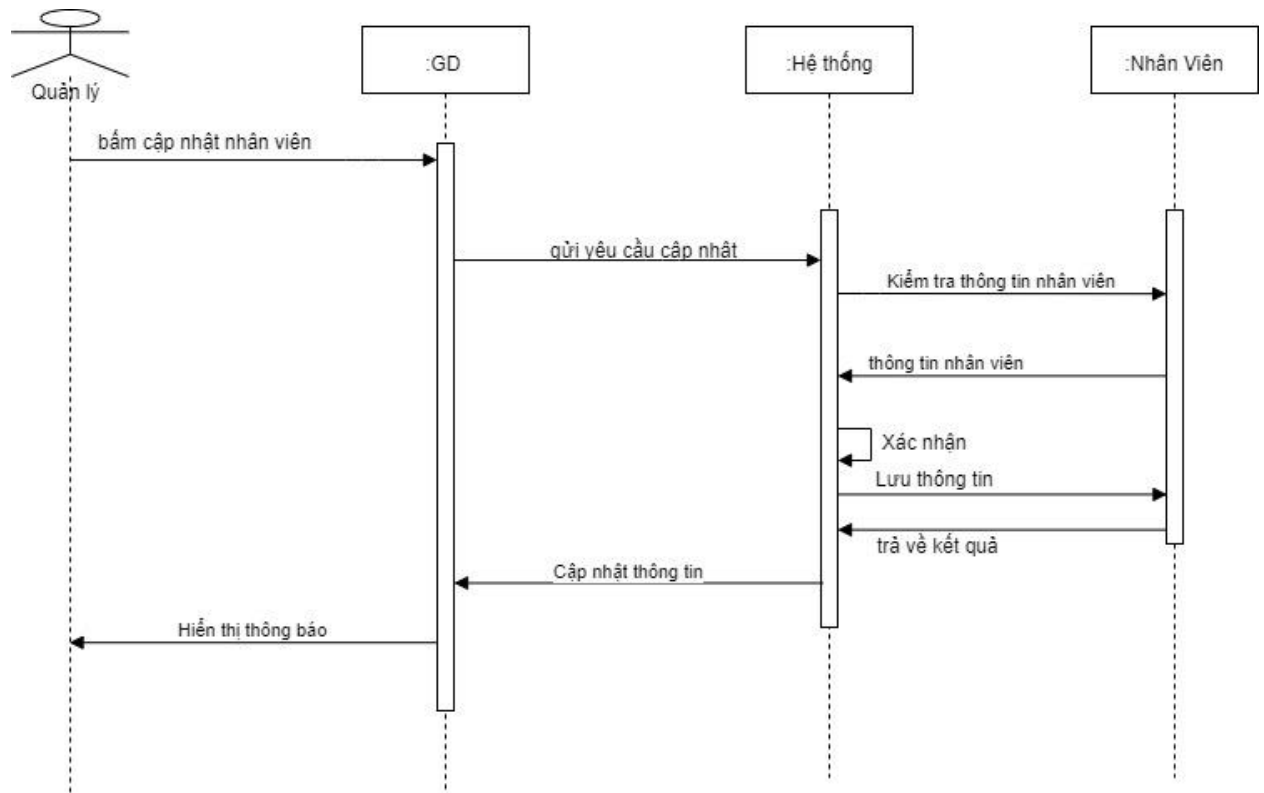 Quản lý
:GD
:Hệ thống
:Nhân Viên
bấm cập nhật nhân viên
gửi yêu cầu cập nhật
Kiểm tra thông tin nhân viên
thông tin nhân viên
Xác nhận
Lưu thông tin
trả về kết quả
Cập nhật thông tin
Hiển thị thông báo